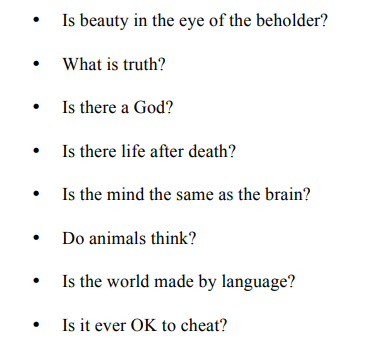 • Is beauty in the eye of the beholder?
• What is truth?
• Is there a God?
• Is there life after death?
• Is the mind the same as the brain?
• Do animals think?
• Is the world made by language?
• Is it ever OK to cheat?